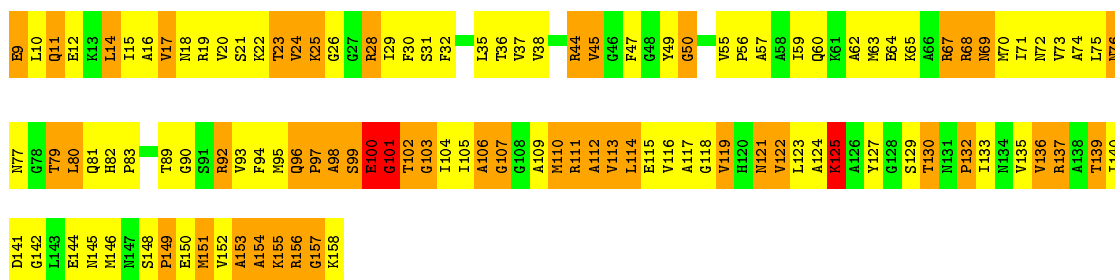 E9 L10 Q11 E12 K13 L14 I15 A16 V17 N18 R19 V20 S21 K22 T23 V24 K25 G26 G27 R28 I29 F30 S31 F32 L35 T36 V37 V38 R44 V45 G46 F47 G48 Y49 G50 V55 P56 A57 A58 I59 Q60 K61 A62 M63 E64 K65 A66 R67 R68 N69 M70 I71 N72 V73 A74 L75 N76
N77 G78 T79 L80 Q81 H82 P83 T89 G90 S91 R92 V93 F94 M95 Q96 P97 A98 S99 E100 G101 T102 G103 I104 I105 A106 G107 G108 A109 M110 R111 A112 V113 L114 E115 V116 A117 G118 V119 H120 N121 V122 L123 A124 K125 A126 Y127 G128 S129 T130 N131 P132 I133 N134 V135 V136 R137 A138 T139 I140
D141 G142 L143 E144 N145 M146 N147 S148 P149 E150 M151 V152 A153 A154 K155 R156 G157 K158